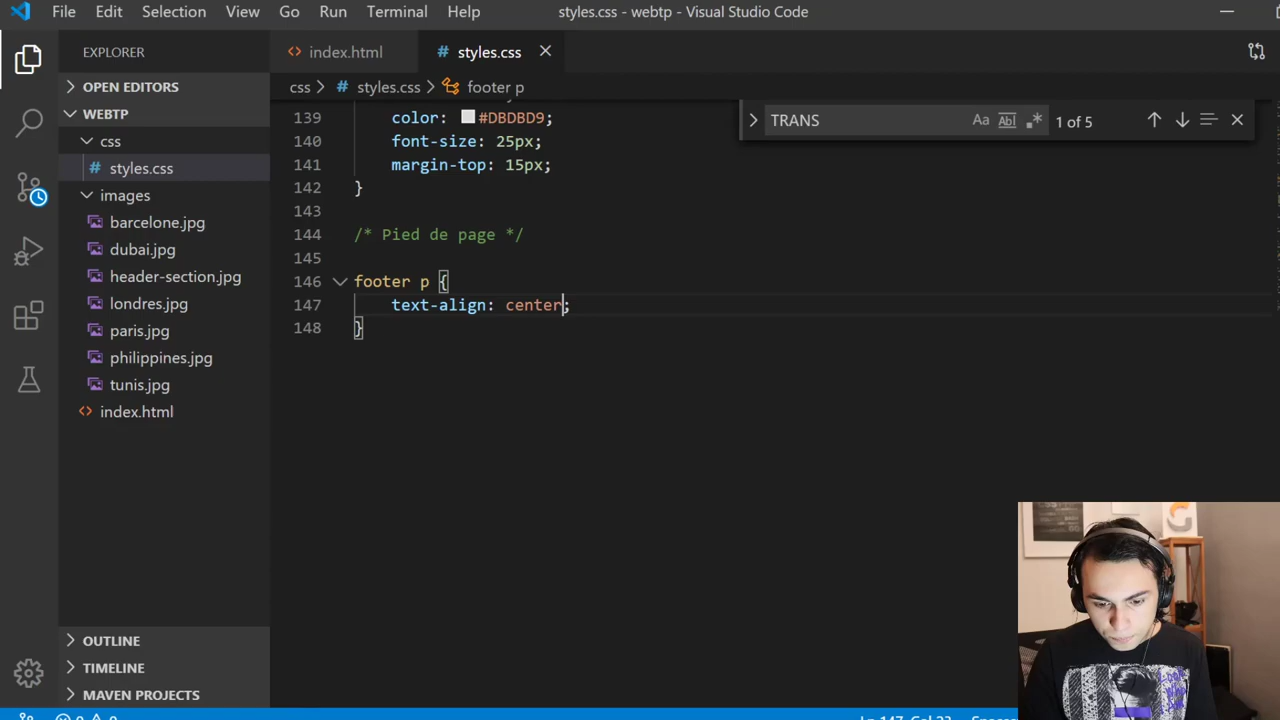 File Edit Selection View Go Run Terminal Help styles.css - webtp - Visual Studio Code
EXPLORER
index.html
# styles.css
OPEN EDITORS
css > # styles.css > footer p
WEBTP
css
# styles.css
images
barcelone.jpg
dubai.jpg
header-section.jpg
londres.jpg
paris.jpg
philippines.jpg
tunis.jpg
index.html
OUTLINE
TIMELINE
MAVEN PROJECTS
TRANS Aa Abl .* 1 of 5
139 color: #DBDBD9;
140 font-size: 25px;
141 margin-top: 15px;
142 }
143
144 /* Pied de page */
145
146 footer p {
147 text-align: center;
148 }